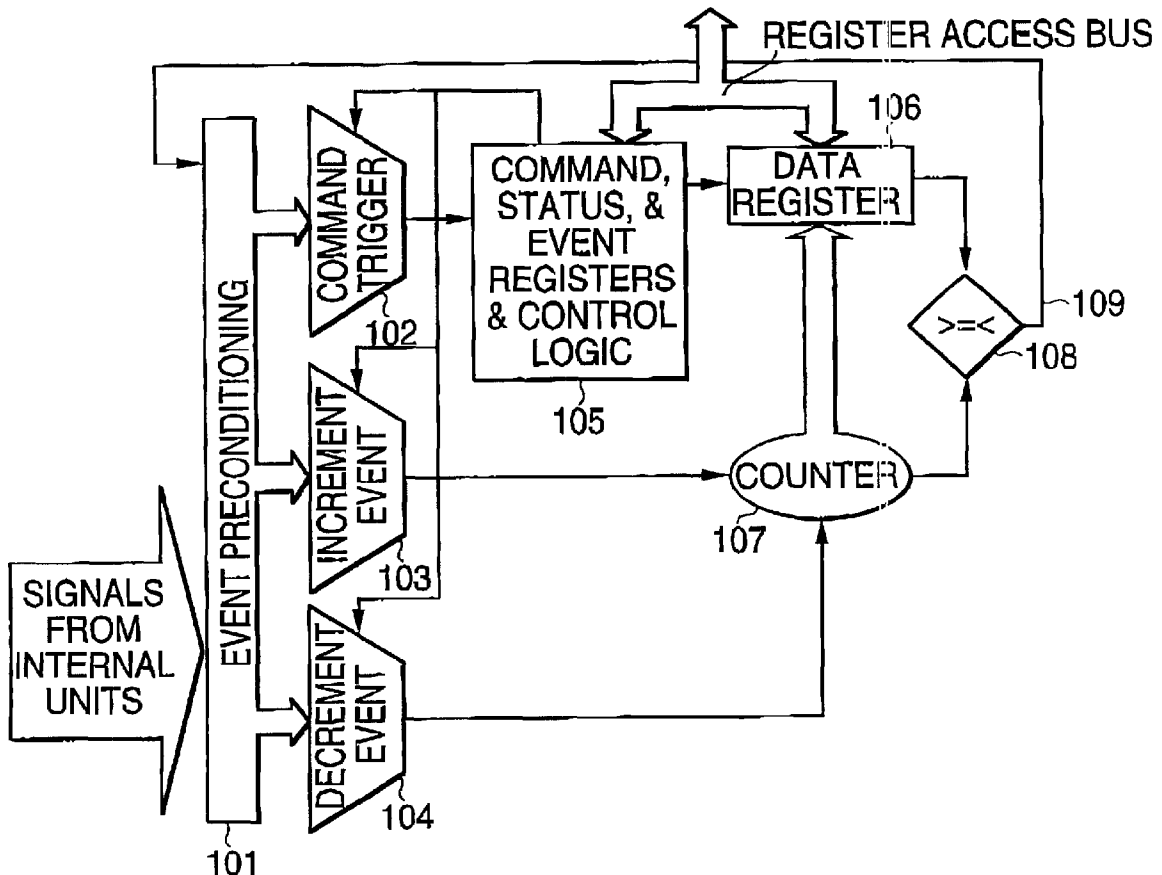 REGISTER ACCESS BUS
106
COMMAND TRIGGER
102
COMMAND,
STATUS, &
EVENT
REGISTERS
& CONTROL
LOGIC
105
DATA
REGISTER
>=<
108
109
EVENT PRECONDITIONING
101
INCREMENT EVENT
103
COUNTER
107
SIGNALS
FROM
INTERNAL
UNITS
DECREMENT EVENT
104